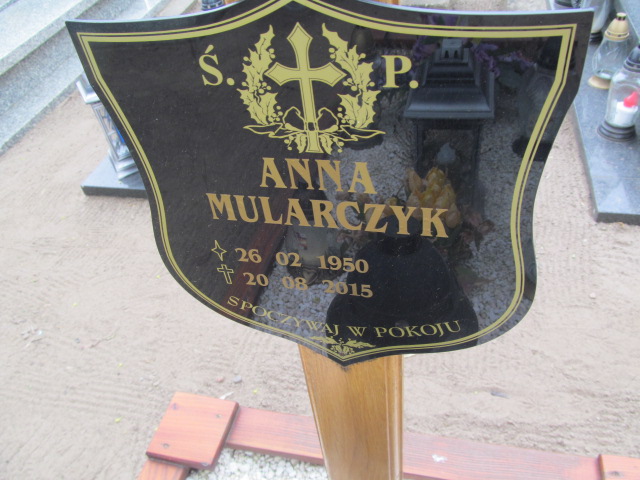 Ś. P.
ANNA
MULARCZYK
26 02 1950
20 08 2015
SPOCZYWAJ W POKOJU